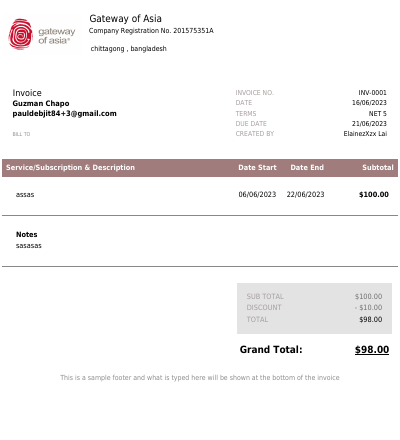 gateway
of asia
Gateway of Asia
Company Registration No. 201575351A
chittagong , bangladesh
Invoice
Guzman Chapo
pauldebjit84+3@gmail.com
BILL TO
INVOICE NO. INV-0001
DATE 16/06/2023
TERMS NET 5
DUE DATE 21/06/2023
CREATED BY ElainezXzx Lai
Service/Subscription & Description Date Start Date End Subtotal
assas 06/06/2023 22/06/2023 $100.00
Notes
sasasas
SUB TOTAL $100.00
DISCOUNT - $10.00
TOTAL $98.00
Grand Total: $98.00
This is a sample footer and what is typed here will be shown at the bottom of the invoice